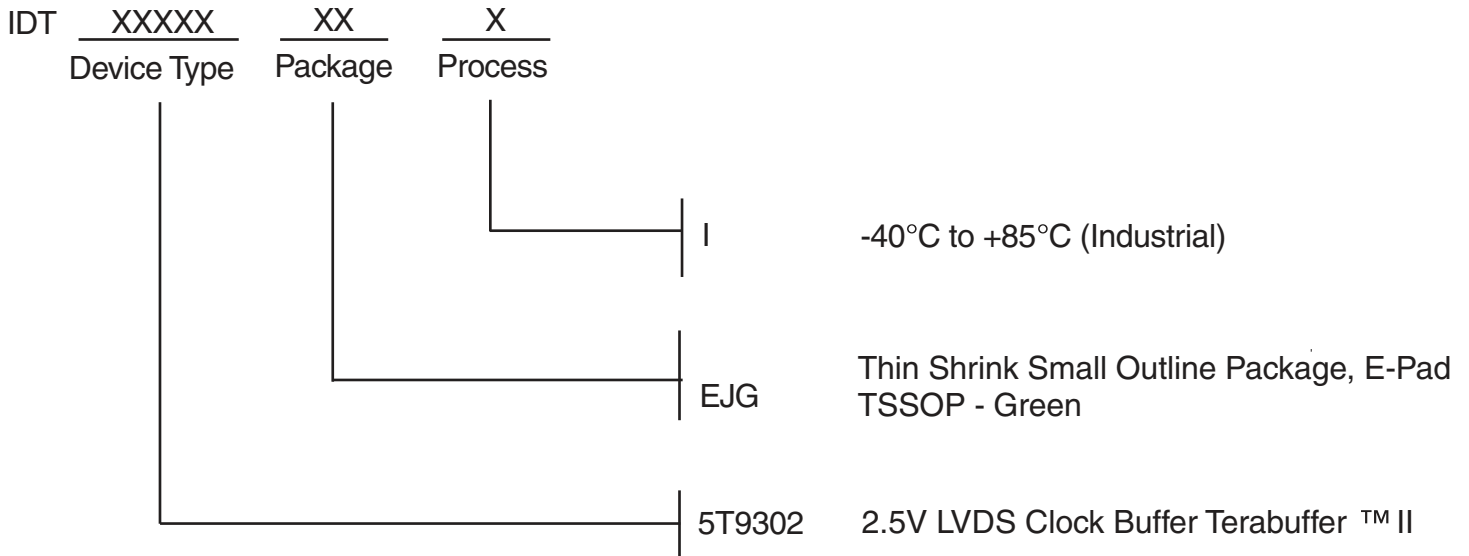 IDT XXXXX XX X
Device Type Package Process
I -40°C to +85°C (Industrial)
EJG Thin Shrink Small Outline Package, E-Pad
TSSOP - Green
5T9302 2.5V LVDS Clock Buffer Terabuffer ™ II